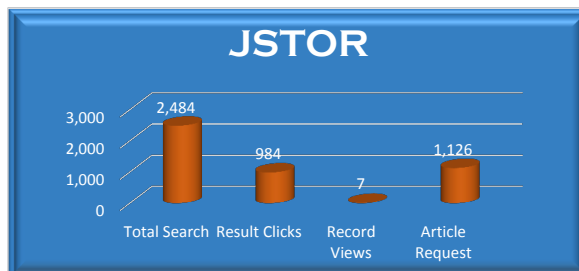 JSTOR
3,000
2,000
1,000
0
2,484
984
7
1,126
Total Search
Result Clicks
Record
Views
Article
Request